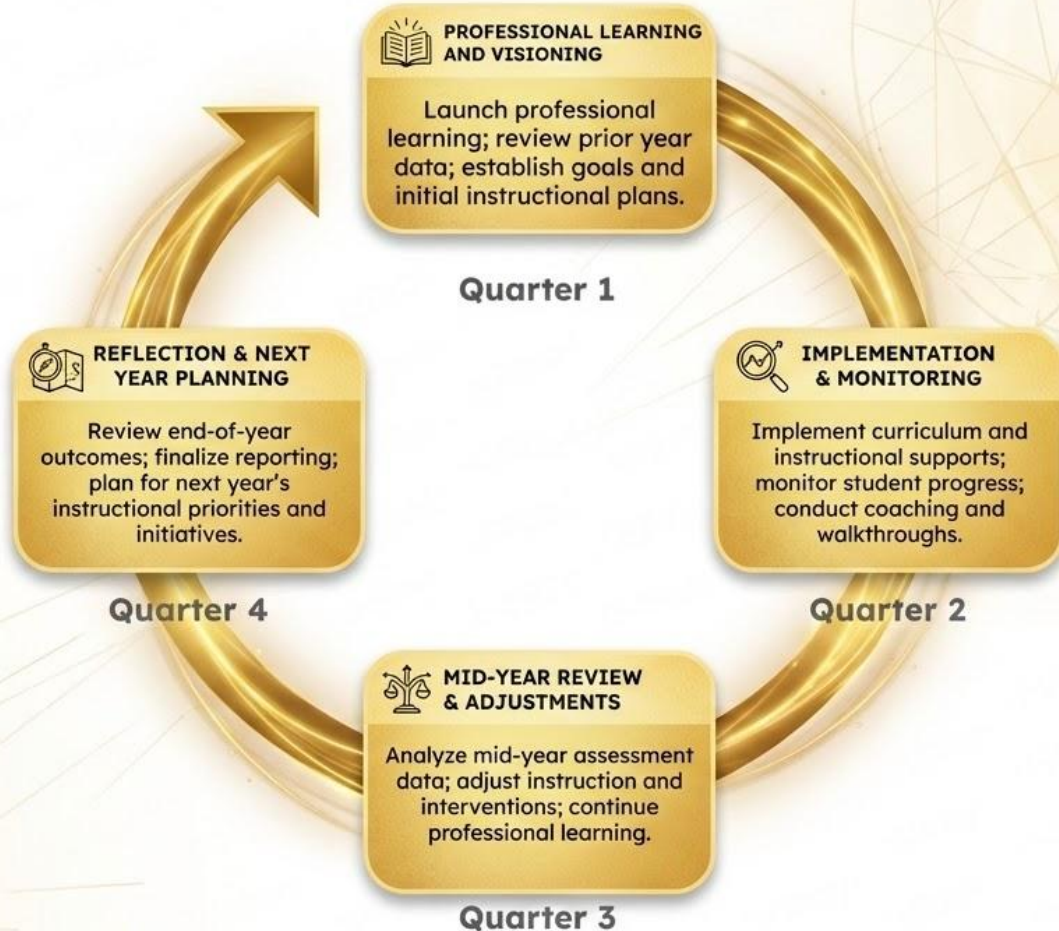 PROFESSIONAL LEARNING
AND VISIONING
Launch professional
learning; review prior year
data; establish goals and
initial instructional plans.
Quarter 1
IMPLEMENTATION
& MONITORING
Implement curriculum and
instructional supports;
monitor student progress;
conduct coaching and
walkthroughs.
Quarter 2
MID-YEAR REVIEW
& ADJUSTMENTS
Analyze mid-year assessment
data; adjust instruction and
interventions; continue
professional learning.
Quarter 3
REFLECTION & NEXT
YEAR PLANNING
Review end-of-year
outcomes; finalize reporting;
plan for next year's
instructional priorities and
initiatives.
Quarter 4